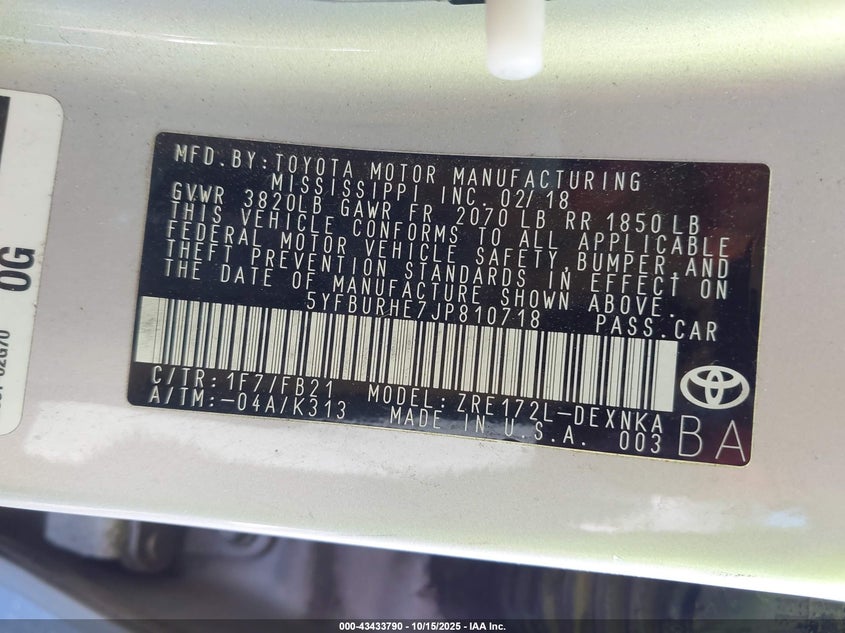 MFD.BY:TOYOTA MOTOR MANUFACTURING
MISSISSIPPI INC. 02/18
GVWR 3820LB GAWR FR 2070 LB RR 1850 LB
THIS VEHICLE CONFORMS TO ALL APPLICABLE
FEDERAL MOTOR VEHICLE SAFETY, BUMPER, AND
THEFT PREVENTION STANDARDS IN EFFECT ON
THE DATE OF MANUFACTURE SHOWN ABOVE.
5YFBURHE7JP810718 PASS.CAR
C/TR: 1F7/FB21 MODEL: ZRE172L-DEXNKA
A/TM:-04A/K313 MADE IN U.S.A. 003
BA
0G
000-43433790 - 10/15/2025 - IAA Inc.